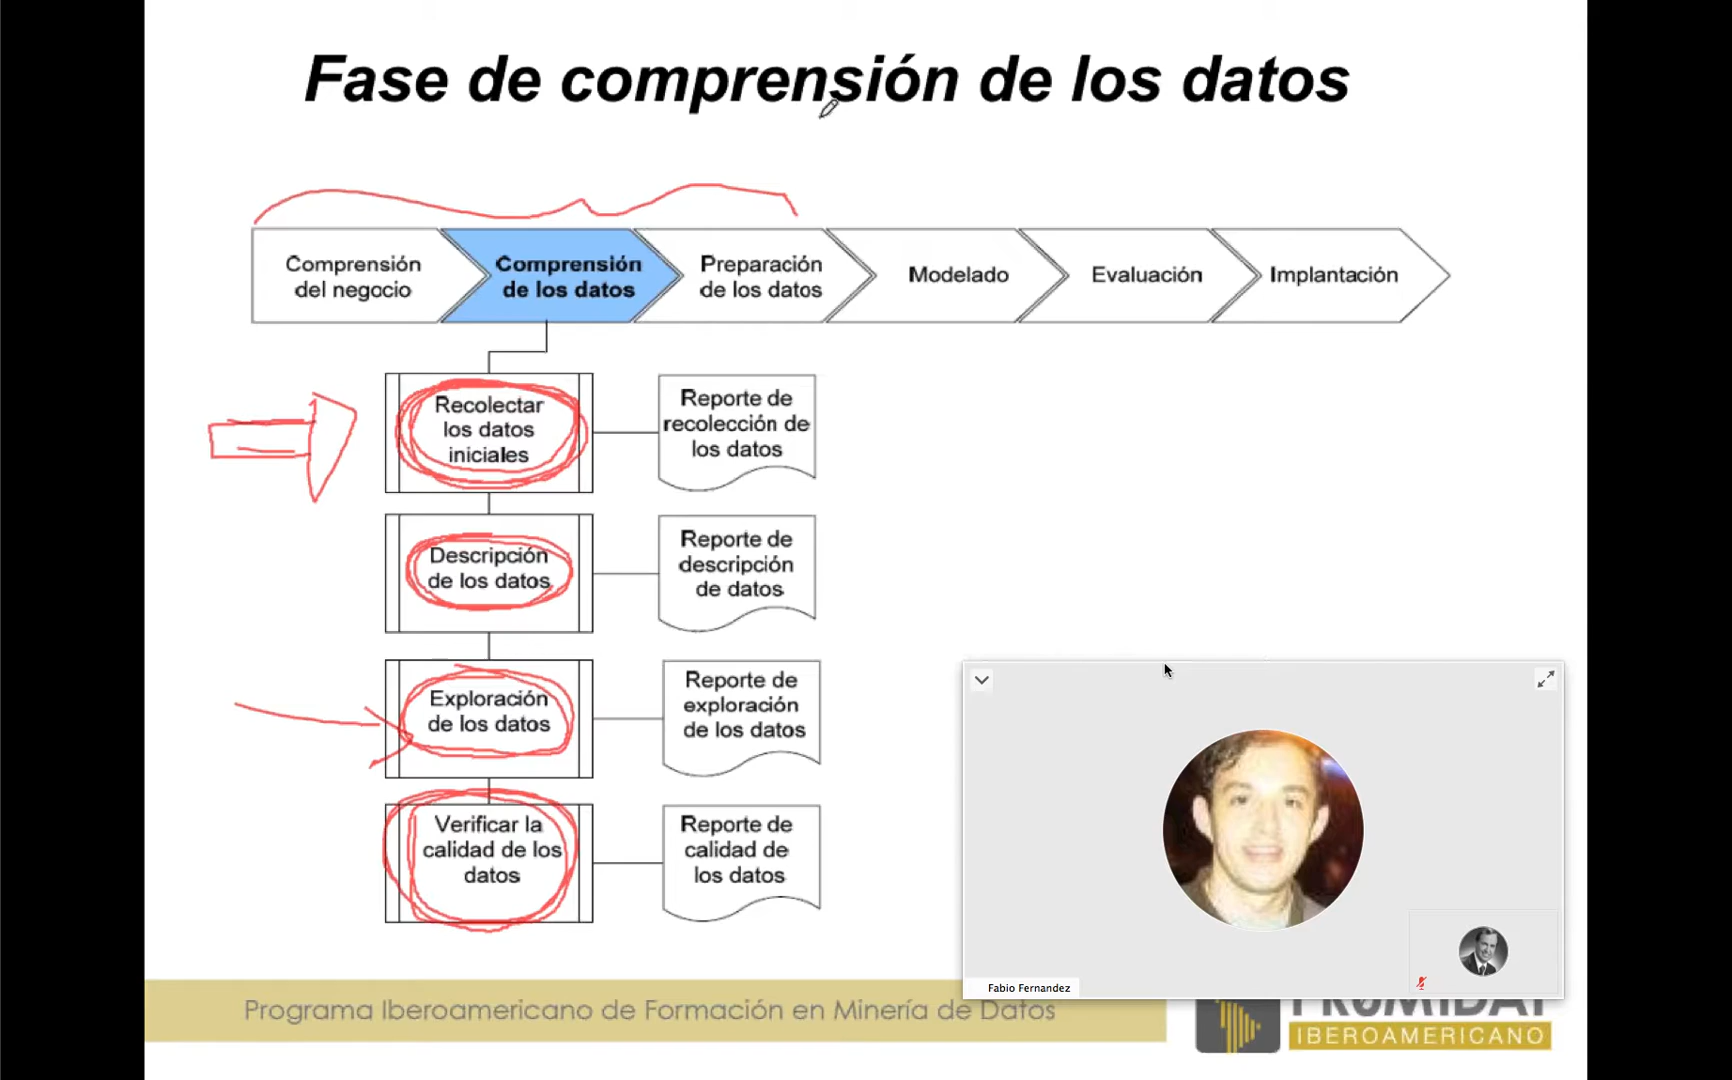 Fase de comprensión de los datos
Comprensión
del negocio
Comprensión
de los datos
Preparación
de los datos
Modelado
Evaluación
Implantación
Recolectar
los datos
iniciales
Reporte de
recolección de
los datos
Descripción
de los datos
Reporte de
descripción
de datos
Exploración
de los datos
Reporte de
exploración
de los datos
Verificar la
calidad de los
datos
Reporte de
calidad de
los datos
Fabio Fernandez
Programa Iberoamericano de Formación en Minería de Datos
PROMIDAT
IBEROAMERICANO